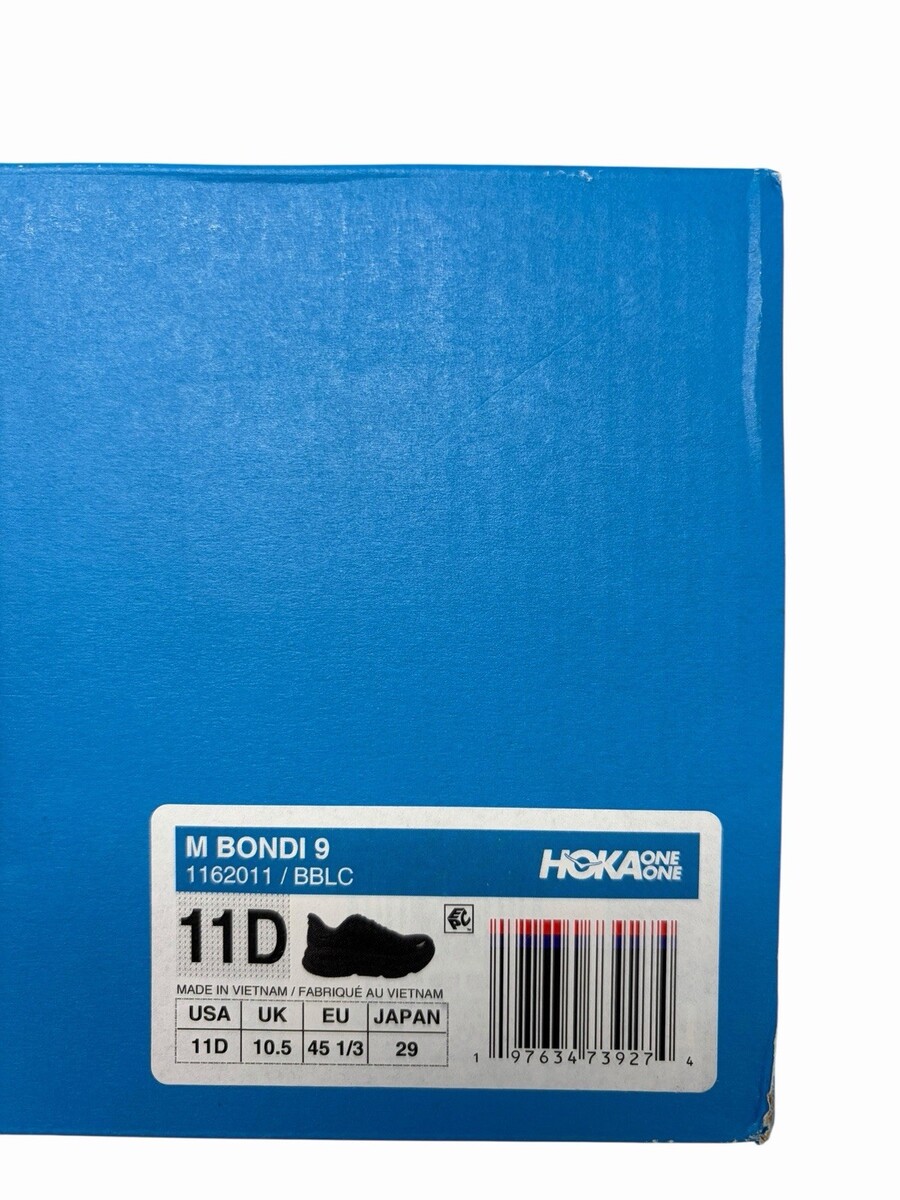 M BONDI 9
1162011 / BBLC
HOKA ONE ONE
11D
EPC
MADE IN VIETNAM / FABRIQUÉ AU VIETNAM
USA UK EU JAPAN
11D 10.5 45 1/3 29
1 97634 73927 4